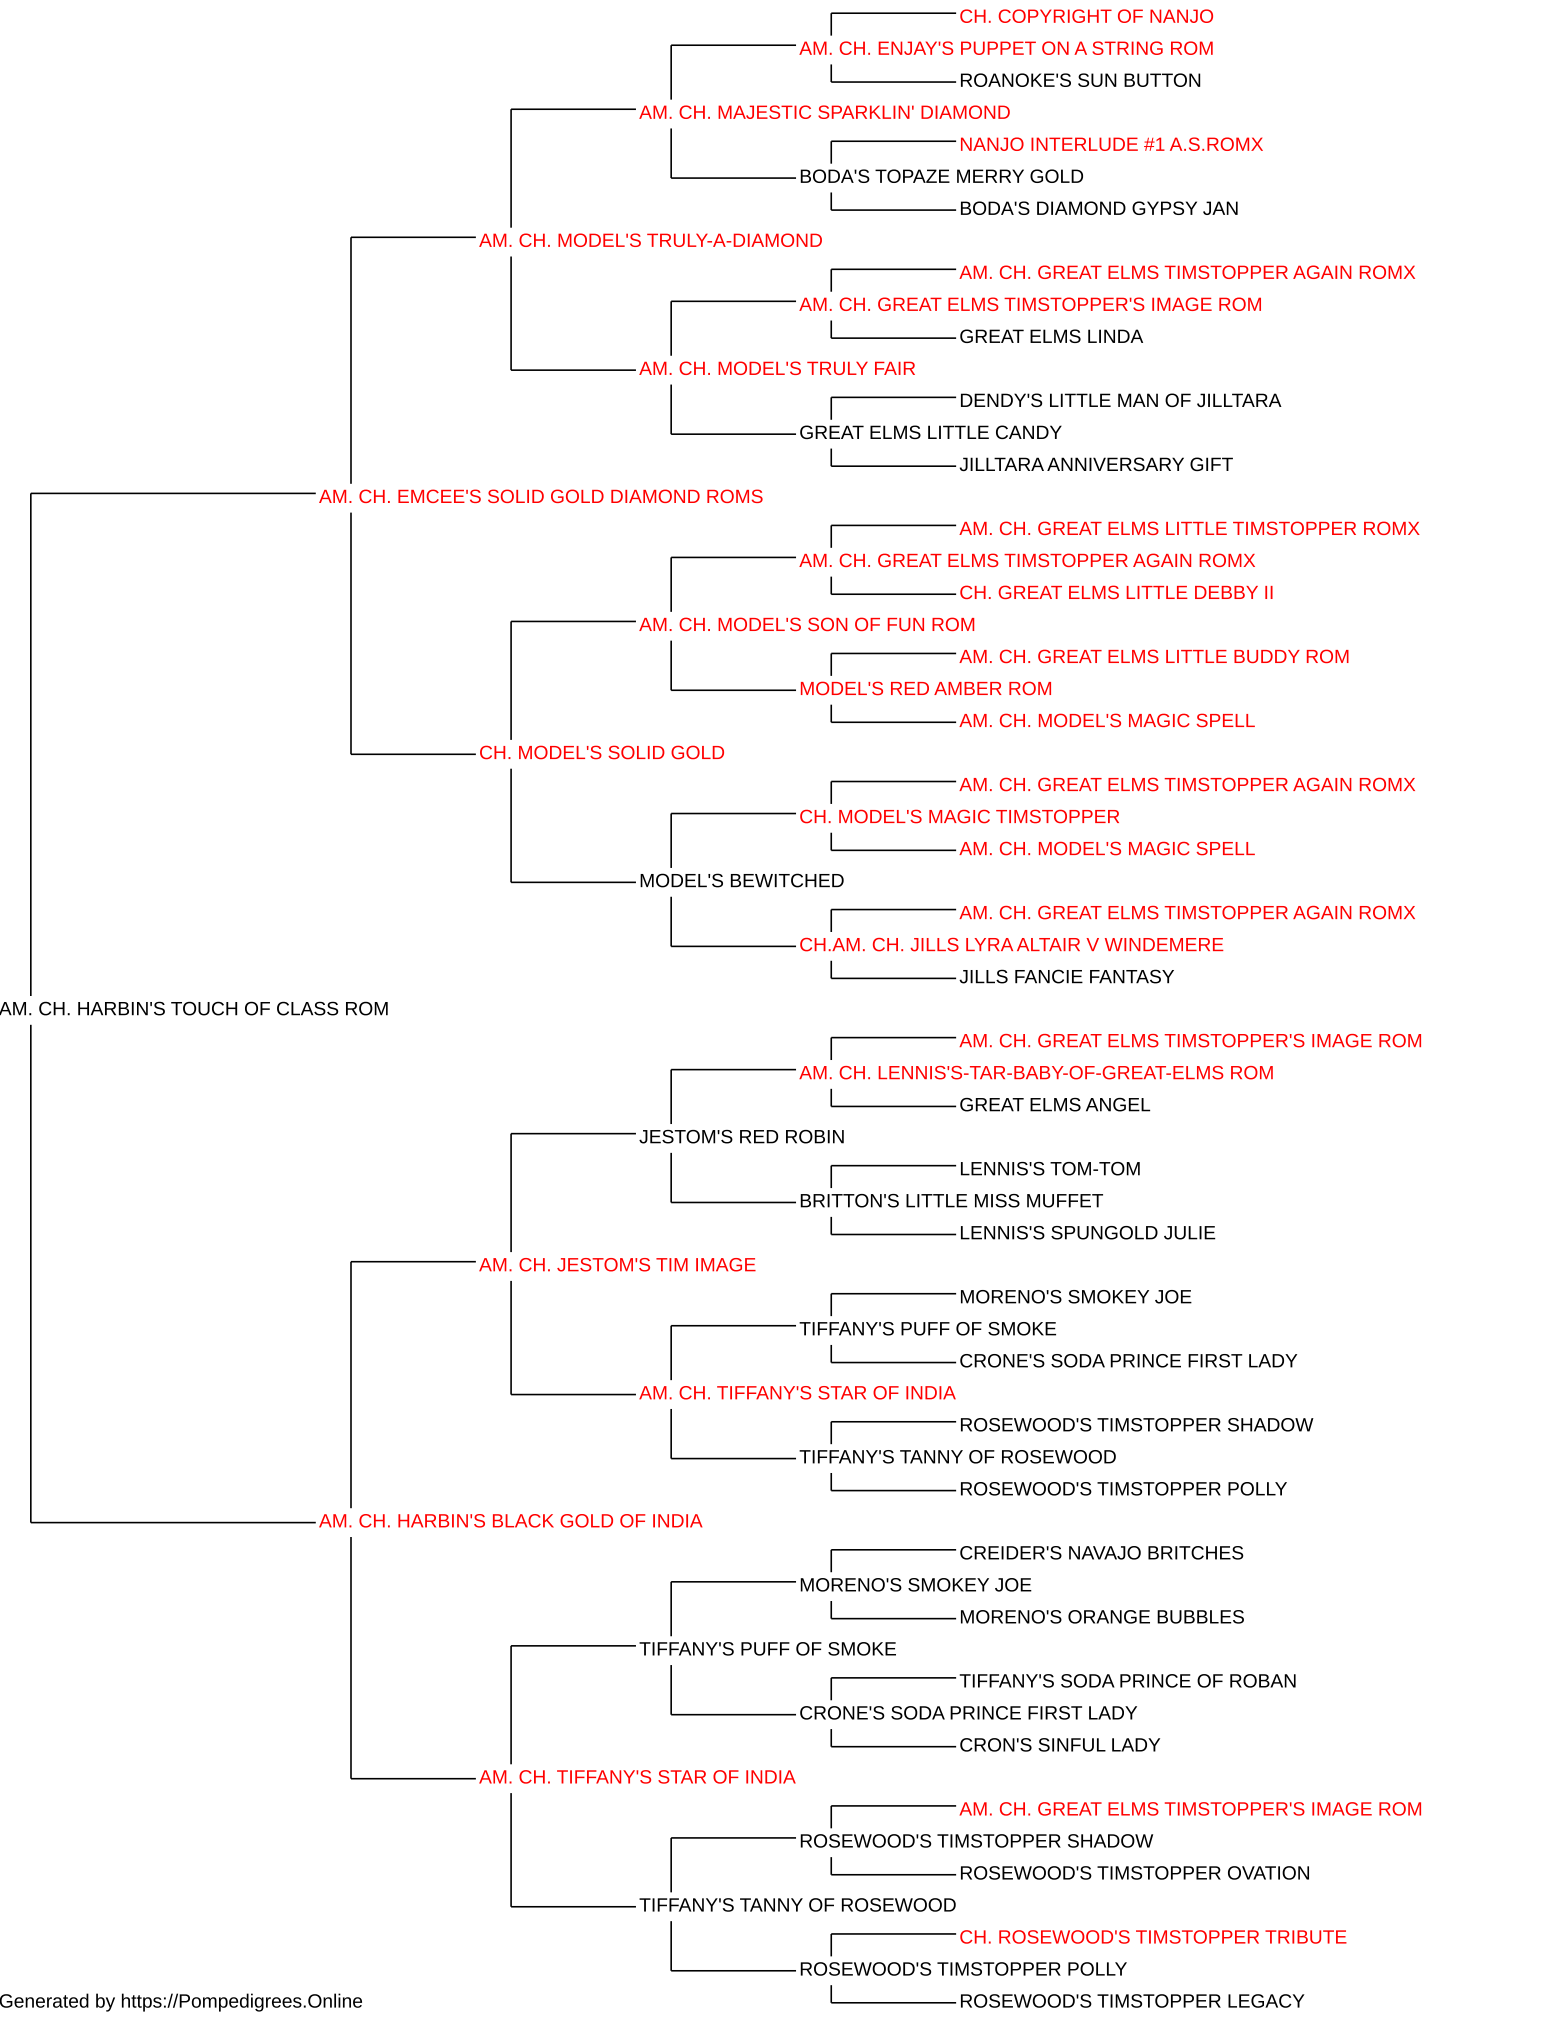 CH. COPYRIGHT OF NANJO
AM. CH. ENJAY'S PUPPET ON A STRING ROM
ROANOKE'S SUN BUTTON
AM. CH. MAJESTIC SPARKLIN' DIAMOND
NANJO INTERLUDE #1 A.S.ROMX
BODA'S TOPAZE MERRY GOLD
BODA'S DIAMOND GYPSY JAN
AM. CH. MODEL'S TRULY-A-DIAMOND
AM. CH. GREAT ELMS TIMSTOPPER AGAIN ROMX
AM. CH. GREAT ELMS TIMSTOPPER'S IMAGE ROM
GREAT ELMS LINDA
AM. CH. MODEL'S TRULY FAIR
DENDY'S LITTLE MAN OF JILLTARA
GREAT ELMS LITTLE CANDY
JILLTARA ANNIVERSARY GIFT
AM. CH. EMCEE'S SOLID GOLD DIAMOND ROMS
AM. CH. GREAT ELMS LITTLE TIMSTOPPER ROMX
AM. CH. GREAT ELMS TIMSTOPPER AGAIN ROMX
CH. GREAT ELMS LITTLE DEBBY II
AM. CH. MODEL'S SON OF FUN ROM
AM. CH. GREAT ELMS LITTLE BUDDY ROM
MODEL'S RED AMBER ROM
AM. CH. MODEL'S MAGIC SPELL
CH. MODEL'S SOLID GOLD
AM. CH. GREAT ELMS TIMSTOPPER AGAIN ROMX
CH. MODEL'S MAGIC TIMSTOPPER
AM. CH. MODEL'S MAGIC SPELL
MODEL'S BEWITCHED
AM. CH. GREAT ELMS TIMSTOPPER AGAIN ROMX
CH.AM. CH. JILLS LYRA ALTAIR V WINDEMERE
JILLS FANCIE FANTASY
AM. CH. HARBIN'S TOUCH OF CLASS ROM
AM. CH. GREAT ELMS TIMSTOPPER'S IMAGE ROM
AM. CH. LENNIS'S-TAR-BABY-OF-GREAT-ELMS ROM
GREAT ELMS ANGEL
JESTOM'S RED ROBIN
LENNIS'S TOM-TOM
BRITTON'S LITTLE MISS MUFFET
LENNIS'S SPUNGOLD JULIE
AM. CH. JESTOM'S TIM IMAGE
MORENO'S SMOKEY JOE
TIFFANY'S PUFF OF SMOKE
CRONE'S SODA PRINCE FIRST LADY
AM. CH. TIFFANY'S STAR OF INDIA
ROSEWOOD'S TIMSTOPPER SHADOW
TIFFANY'S TANNY OF ROSEWOOD
ROSEWOOD'S TIMSTOPPER POLLY
AM. CH. HARBIN'S BLACK GOLD OF INDIA
CREIDER'S NAVAJO BRITCHES
MORENO'S SMOKEY JOE
MORENO'S ORANGE BUBBLES
TIFFANY'S PUFF OF SMOKE
TIFFANY'S SODA PRINCE OF ROBAN
CRONE'S SODA PRINCE FIRST LADY
CRON'S SINFUL LADY
AM. CH. TIFFANY'S STAR OF INDIA
AM. CH. GREAT ELMS TIMSTOPPER'S IMAGE ROM
ROSEWOOD'S TIMSTOPPER SHADOW
ROSEWOOD'S TIMSTOPPER OVATION
TIFFANY'S TANNY OF ROSEWOOD
CH. ROSEWOOD'S TIMSTOPPER TRIBUTE
ROSEWOOD'S TIMSTOPPER POLLY
ROSEWOOD'S TIMSTOPPER LEGACY
Generated by https://Pompedigrees.Online